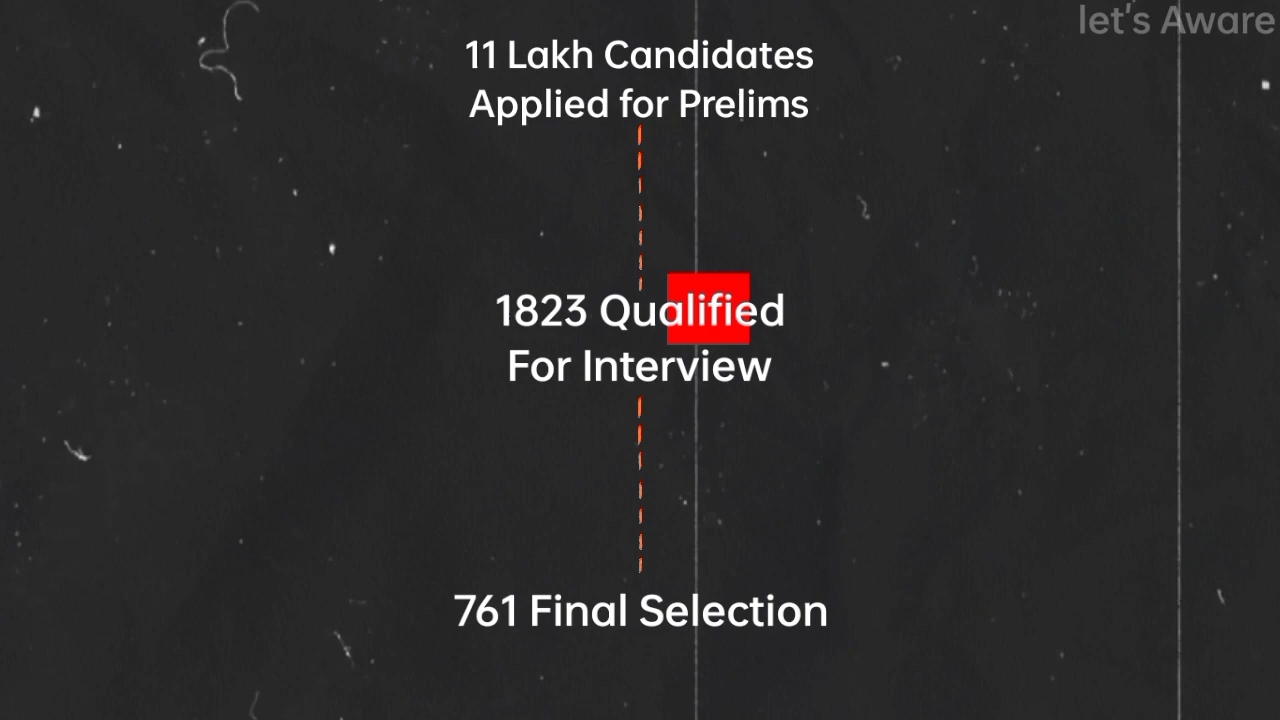 let's Aware
11 Lakh Candidates
Applied for Prelims
1823 Qualified
For Interview
761 Final Selection